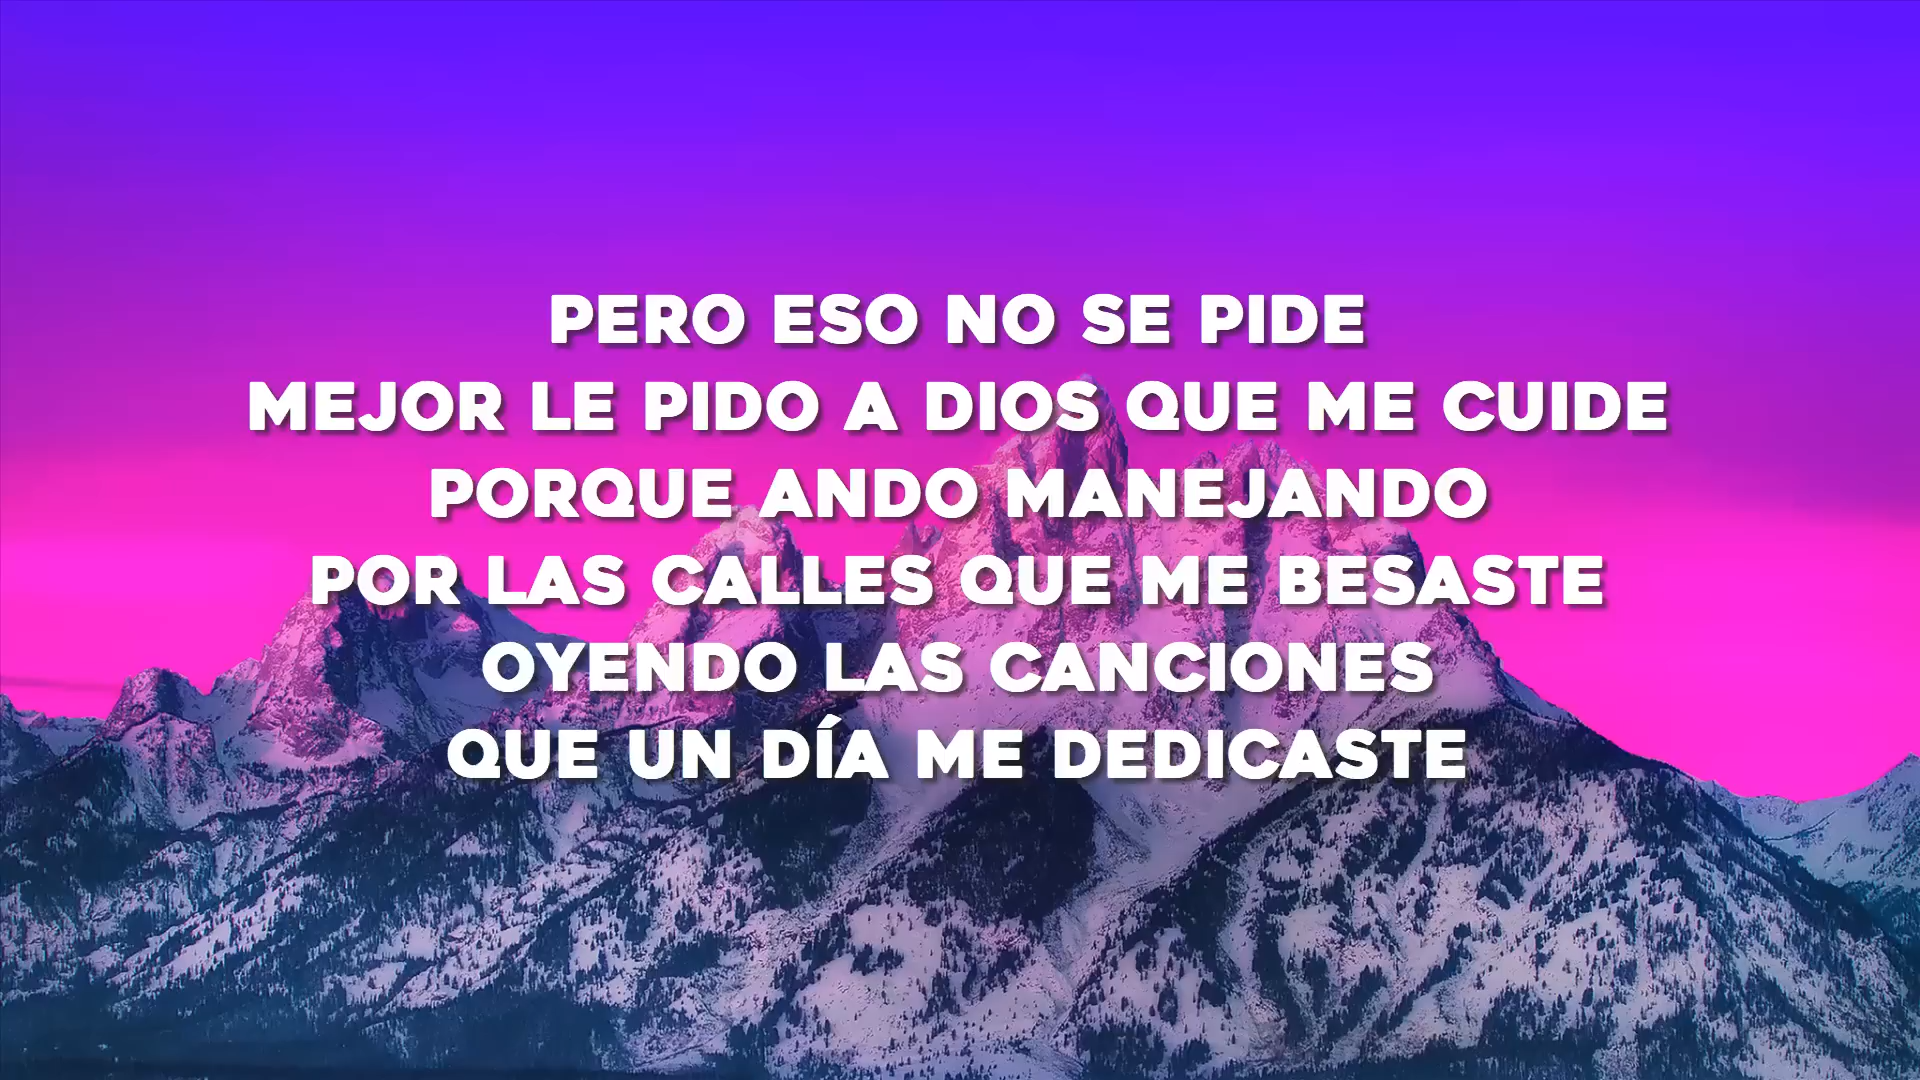 PERO ESO NO SE PIDE
MEJOR LE PIDO A DIOS QUE ME CUIDE
PORQUE ANDO MANEJANDO
POR LAS CALLES QUE ME BESASTE
OYENDO LAS CANCIONES
QUE UN DÍA ME DEDICASTE